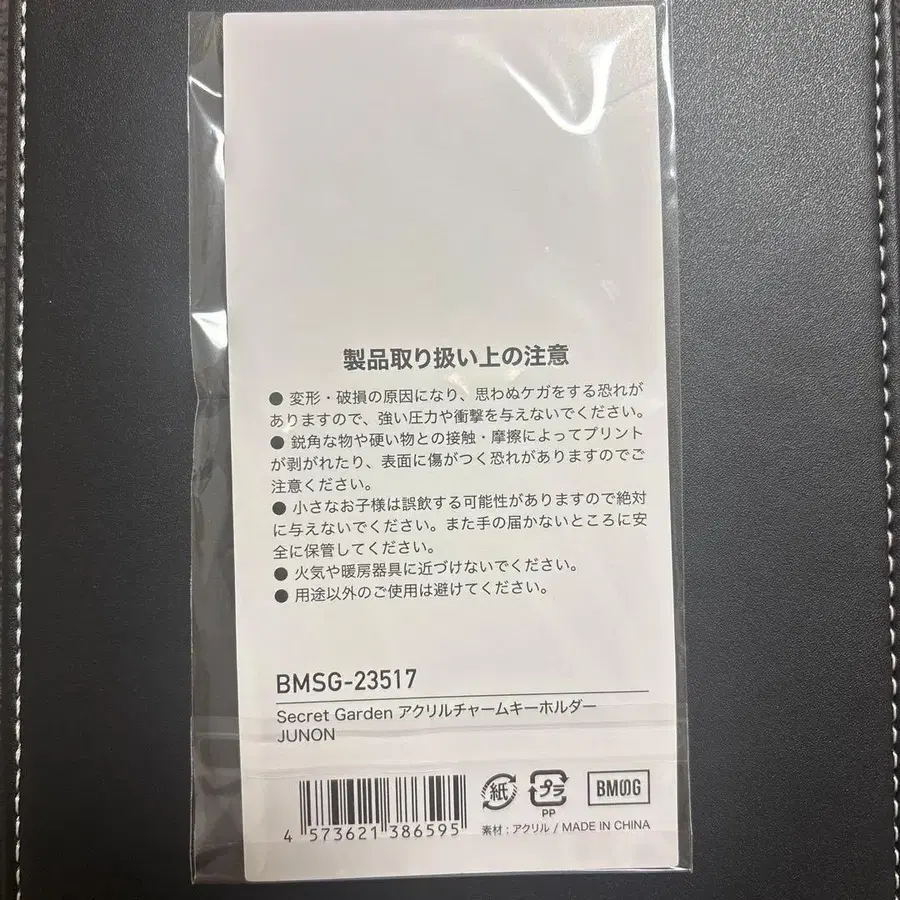 製品取り扱い上の注意
● 変形・破損の原因になり、思わぬケガをする恐れが
ありますので、強い圧力や衝撃を与えないでください。
● 鋭角な物や硬い物との接触・摩擦によってプリント
が剥がれたり、表面に傷がつく恐れがありますのでご
注意ください。
● 小さなお子様は誤飲する可能性がありますので絶対
に与えないでください。また手の届かないところに安
全に保管してください。
● 火気や暖房器具に近づけないでください。
● 用途以外のご使用は避けてください。
BMSG-23517
Secret Garden アクリルチャームキーホルダー
JUNON
4 573621 386595
紙
プラ
PP
BMSG
素材：アクリル / MADE IN CHINA